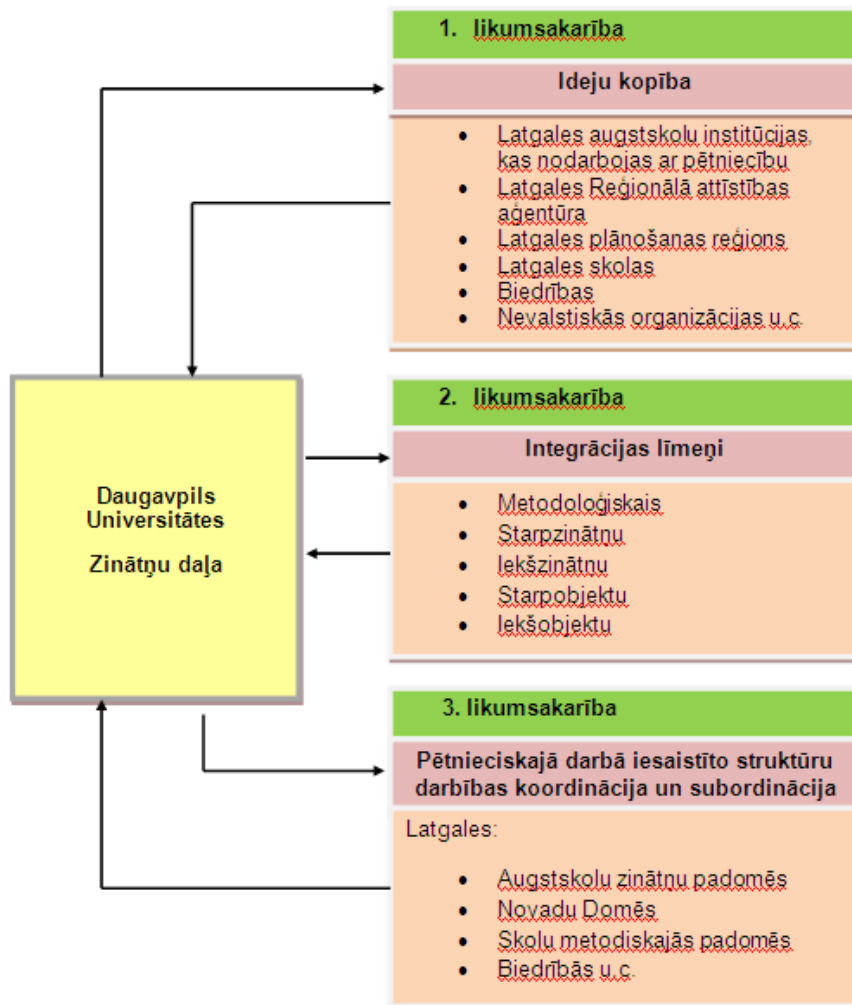 1. likumsakarība
Ideju kopība
• Latgales augstskolu institūcijas,
kas nodarbojas ar pētniecību
• Latgales Reģionālā attīstības
aģentūra
• Latgales plānošanas reģions
• Latgales skolas
• Biedrības
• Nevalstiskās organizācijas u.c.
Daugavpils
Universitātes
Zinātņu daļa
2. likumsakarība
Integrācijas līmeņi
• Metodoloģiskais
• Starpzinātņu
• Iekšzinātņu
• Starpobjektu
• Iekšobjektu
3. likumsakarība
Pētnieciskajā darbā iesaistīto struktūru
darbības koordinācija un subordinācija
Latgales:
• Augstskolu zinātņu padomēs
• Novadu Domēs
• Skolu metodiskajās padomēs
• Biedrībās u.c.